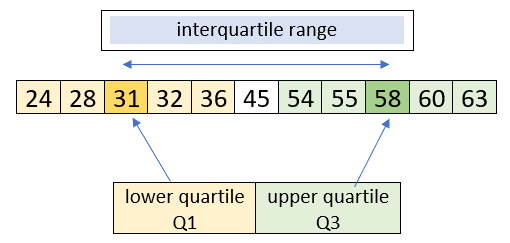 interquartile range
24 28 31 32 36 45 54 55 58 60 63
lower quartile upper quartile
Q1 Q3